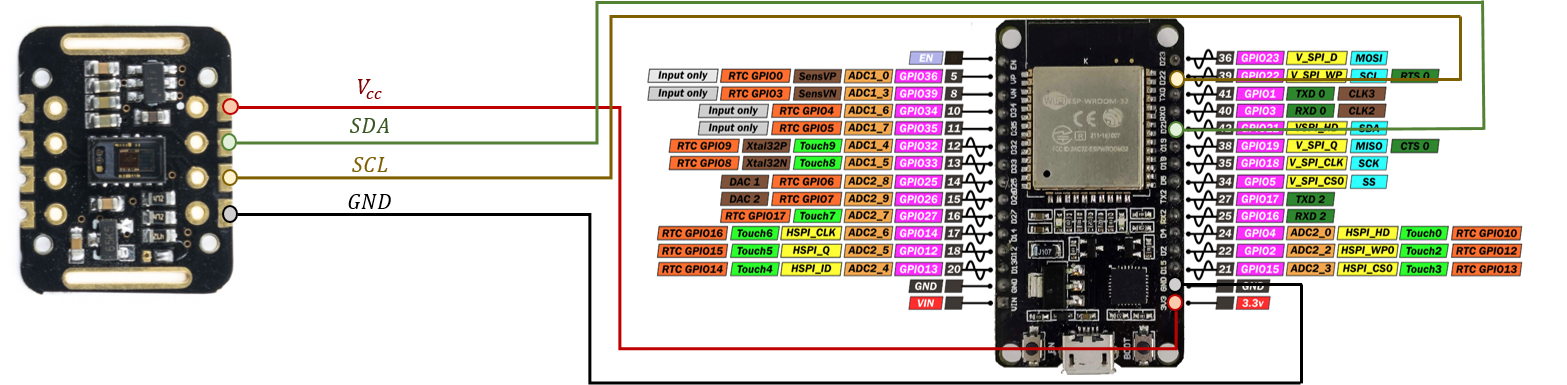 V_CC
SDA
SCL
GND
EN
Input only RTC GPIO0 SensVP ADC1_0 GPIO36 5
Input only RTC GPIO3 SensVN ADC1_3 GPIO39 8
Input only RTC GPIO4 ADC1_6 GPIO34 10
Input only RTC GPIO5 ADC1_7 GPIO35 11
RTC GPIO9 Xtal32P Touch9 ADC1_4 GPIO32 12
RTC GPIO8 Xtal32N Touch8 ADC1_5 GPIO33 13
DAC 1 RTC GPIO6 ADC2_8 GPIO25 14
DAC 2 RTC GPIO7 ADC2_9 GPIO26 15
RTC GPIO17 Touch7 ADC2_7 GPIO27 16
RTC GPIO16 Touch6 HSPI_CLK ADC2_6 GPIO14 17
RTC GPIO15 Touch5 HSPI_Q ADC2_5 GPIO12 18
RTC GPIO14 Touch4 HSPI_ID ADC2_4 GPIO13 20
GND
VIN
EN
VP
VN
D34
D35
D32
D33
D25
D26
D27
D14
D12
D13
GND
VIN
D23
D22
TX0
RX0
D21
D19
D18
D5
TX2
RX2
D4
D2
D15
GND
3V3
ESP-WROOM-32
EN
BOOT
36 GPIO23 V_SPI_D MOSI
39 GPIO22 V_SPI_WP SCL RTS 0
41 GPIO1 TXD 0 CLK3
40 GPIO3 RXD 0 CLK2
42 GPIO21 VSPI_HD SDA
38 GPIO19 V_SPI_Q MISO CTS 0
35 GPIO18 V_SPI_CLK SCK
34 GPIO5 V_SPI_CS0 SS
27 GPIO17 TXD 2
25 GPIO16 RXD 2
24 GPIO4 ADC2_0 HSPI_HD Touch0 RTC GPIO10
22 GPIO2 ADC2_2 HSPI_WP0 Touch2 RTC GPIO12
21 GPIO15 ADC2_3 HSPI_CS0 Touch3 RTC GPIO13
GND
3.3v